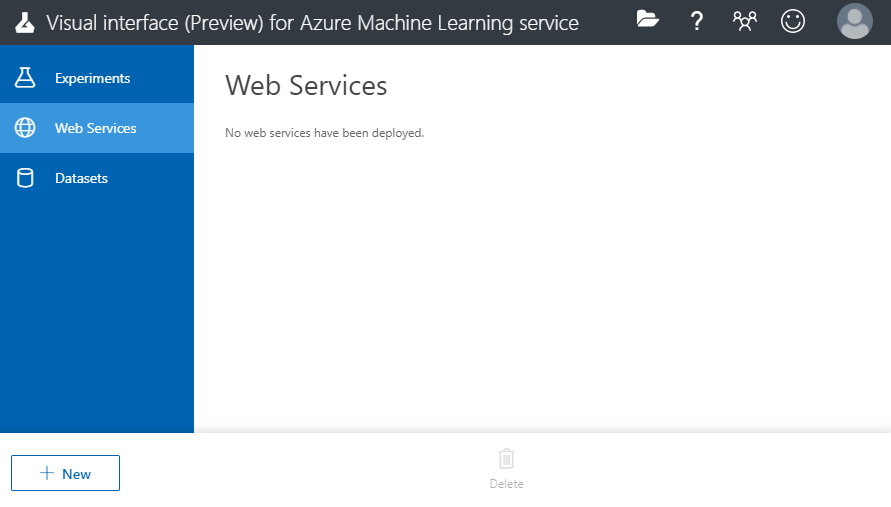 Visual interface (Preview) for Azure Machine Learning service
?
Experiments
Web Services
Datasets
Web Services
No web services have been deployed.
New
Delete